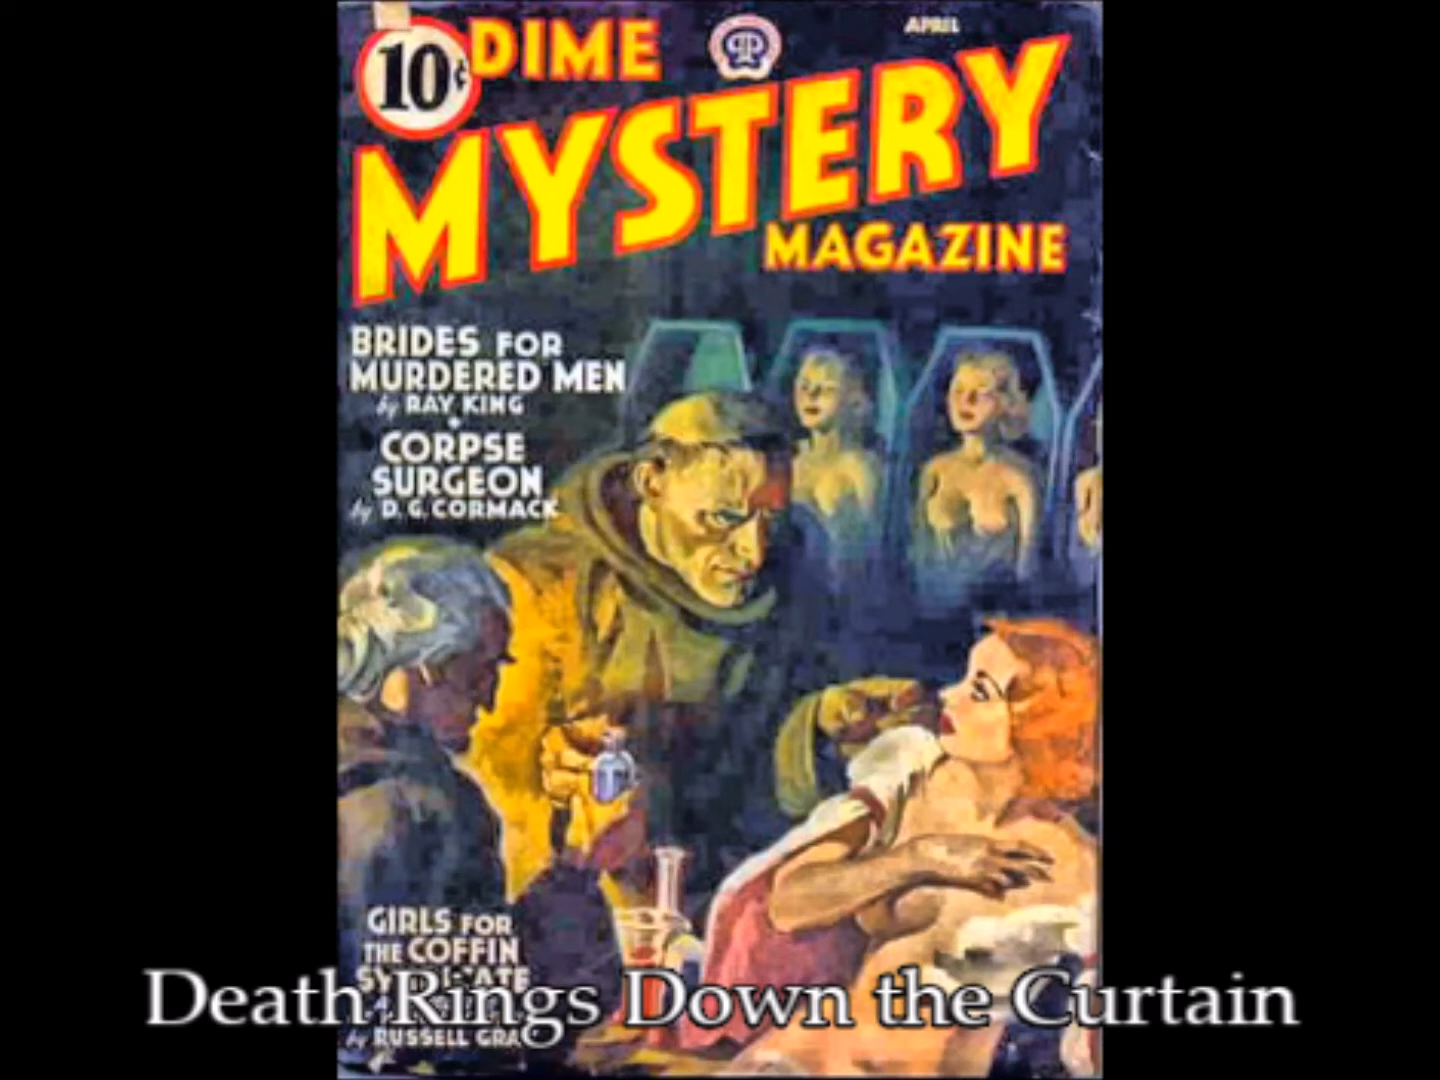 10¢
DIME
APRIL
MYSTERY
MAGAZINE
BRIDES FOR
MURDERED MEN
by RAY KING
CORPSE
SURGEON
by D. G. CORMACK
GIRLS FOR
THE COFFIN
Death Rings Down the Curtain
by RUSSELL